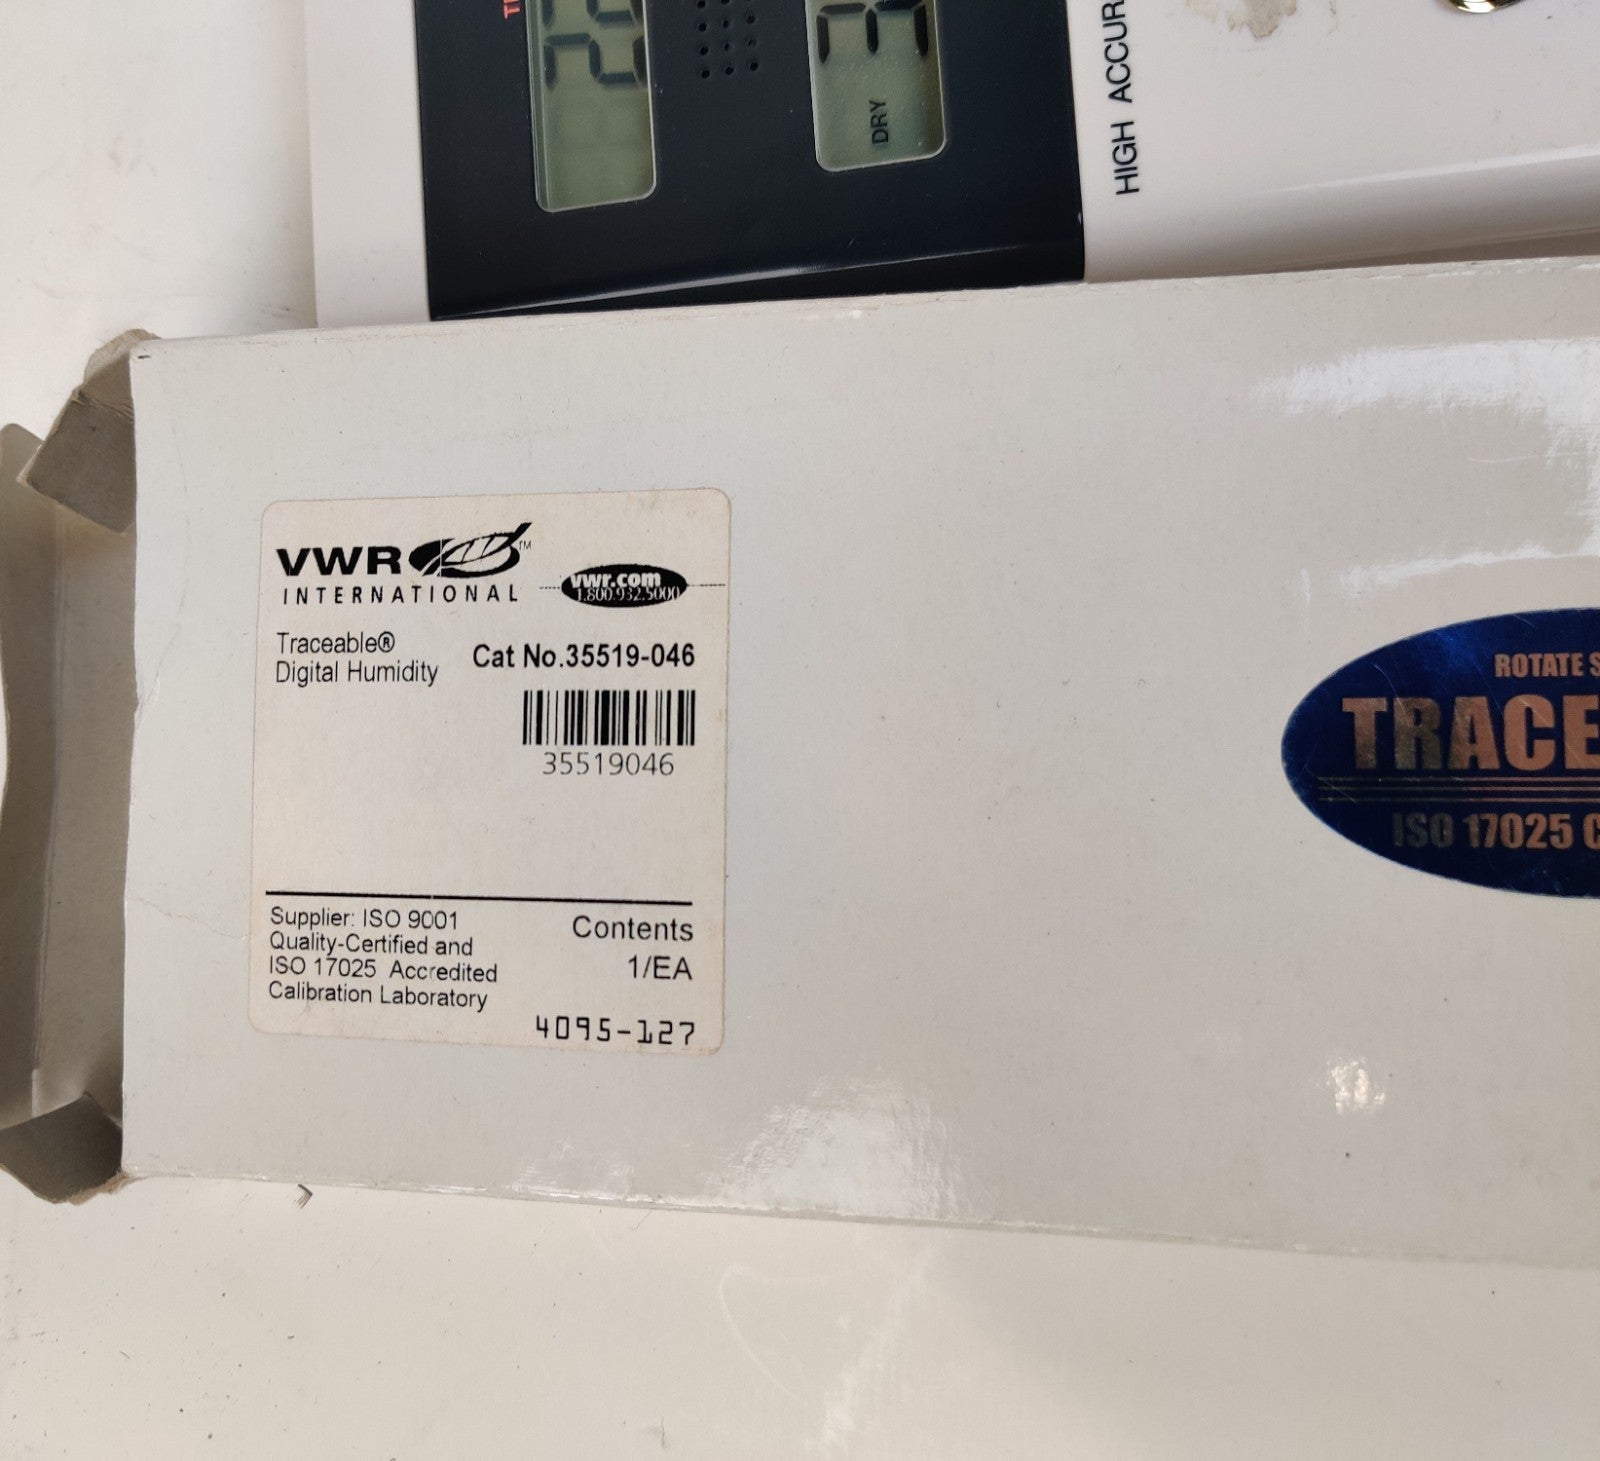 DRY
HIGH ACCUR
VWR™
INTERNATIONAL
vwr.com
1.800.932.5000
Traceable®
Digital Humidity
Cat No.35519-046
35519046
Supplier: ISO 9001
Quality-Certified and
ISO 17025 Accredited
Calibration Laboratory
Contents
1/EA
4095-127
ROTATE S
TRACE
ISO 17025 C